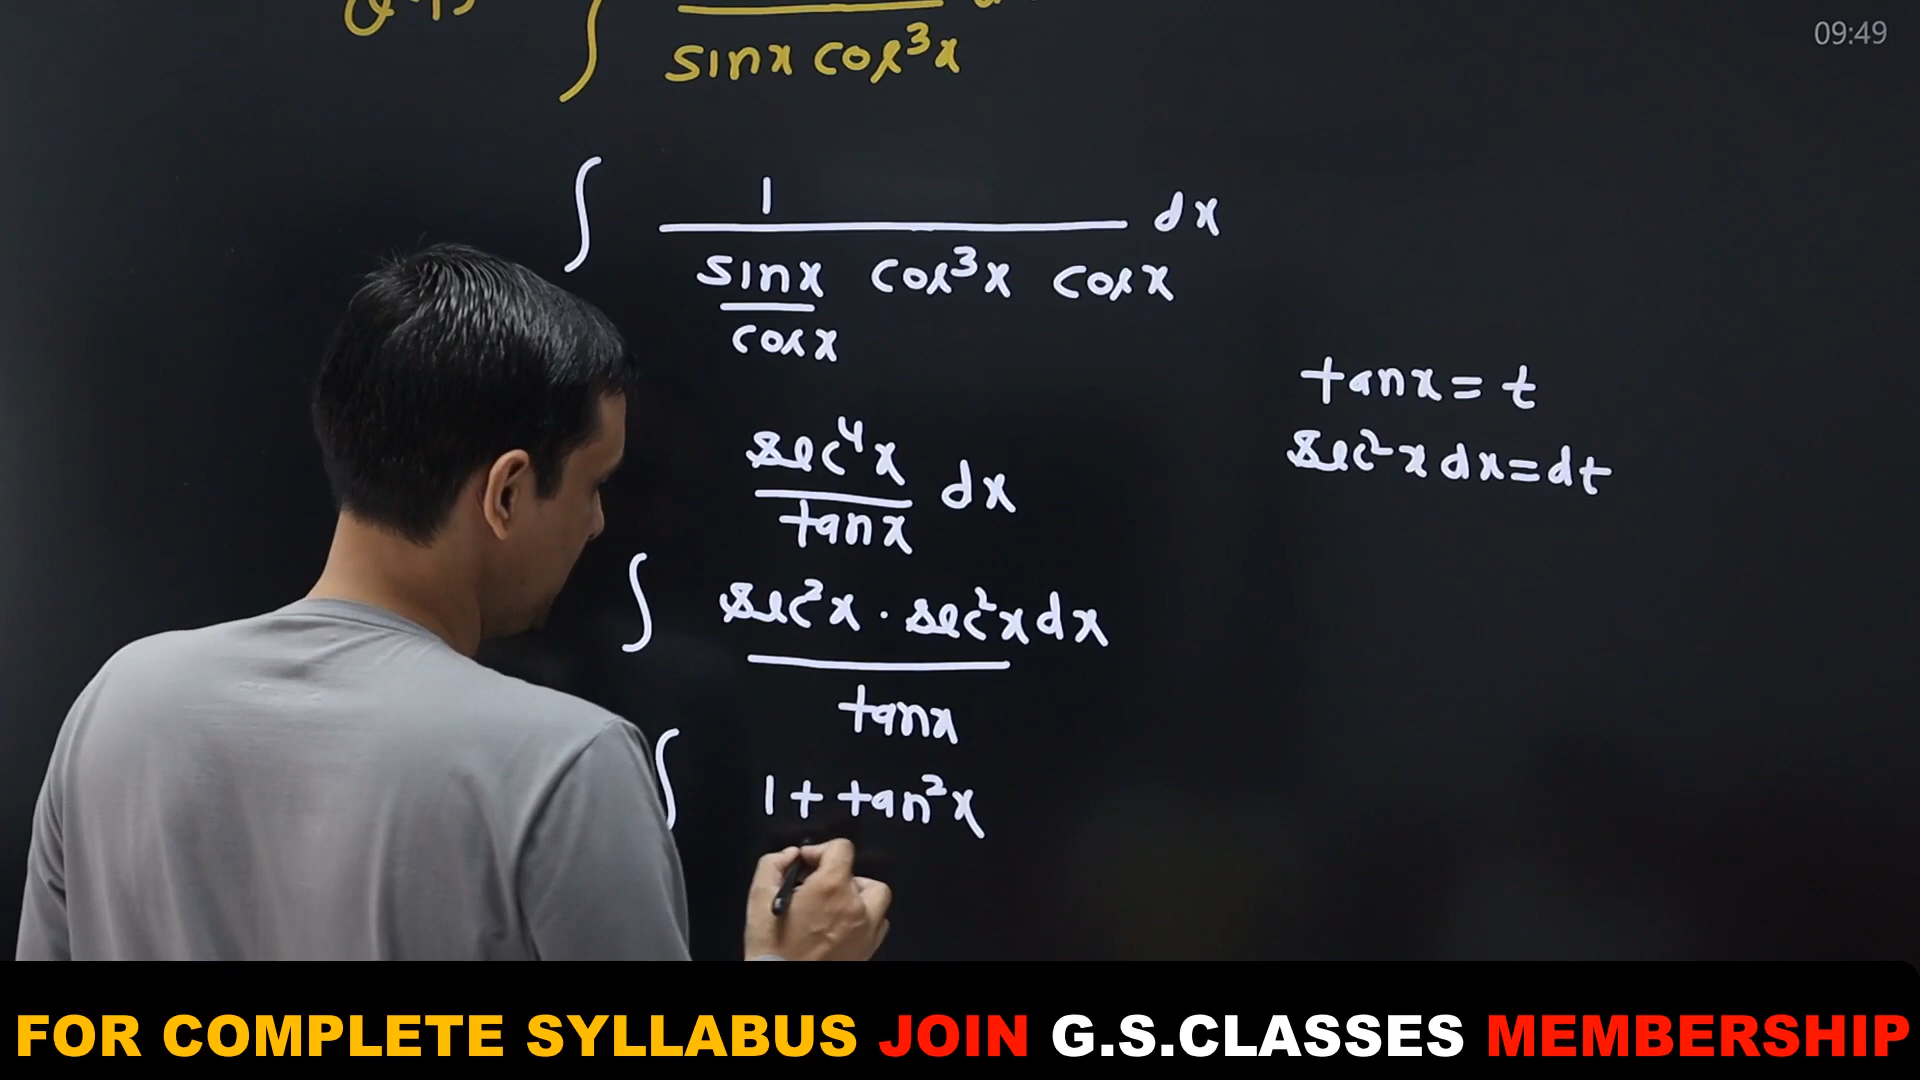 09:49
∫ ——— d
sinx cos³x
∫ 1 dx
sinx/cosx cos³x cosx
sec⁴x/tanx dx
tanx = t
sec²x dx = dt
∫ sec²x · sec²x dx
tanx
∫ 1 + tan²x
FOR COMPLETE SYLLABUS JOIN G.S.CLASSES MEMBERSHIP